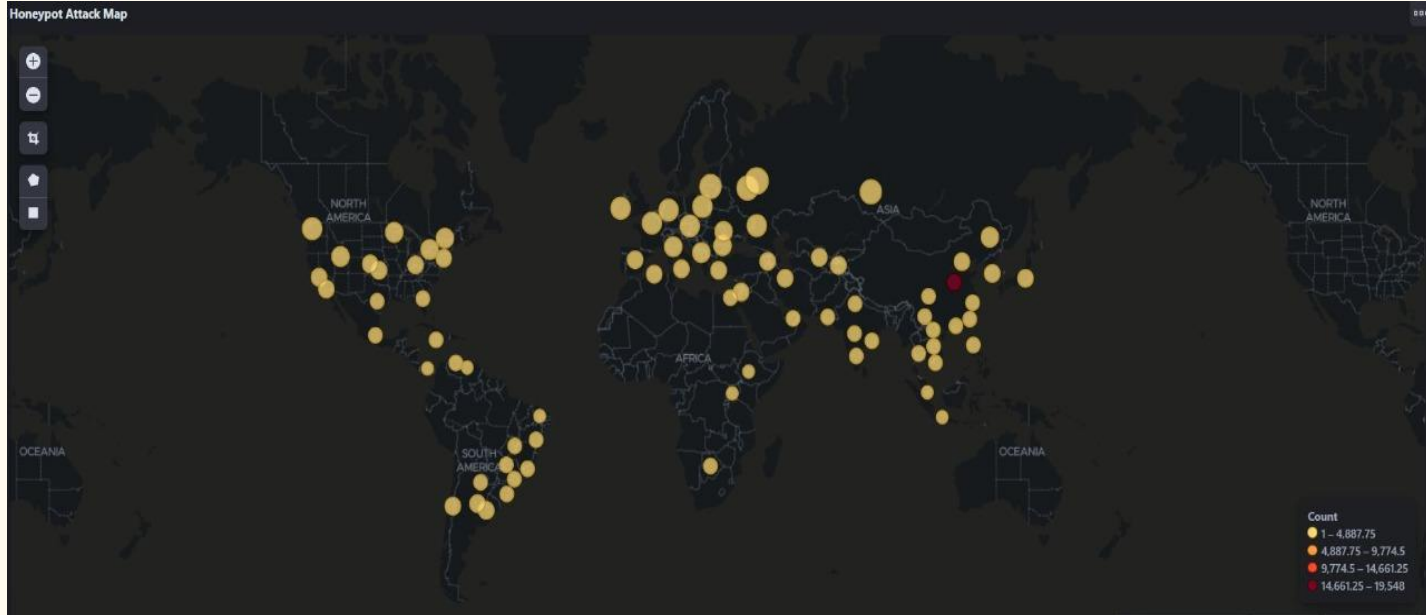 Honeypot Attack Map
NORTH
AMERICA
ASIA
NORTH
AMERICA
AFRICA
OCEANIA
SOUTH
AMERICA
OCEANIA
Count
1 – 4,887.75
4,887.75 – 9,774.5
9,774.5 – 14,661.25
14,661.25 – 19,548